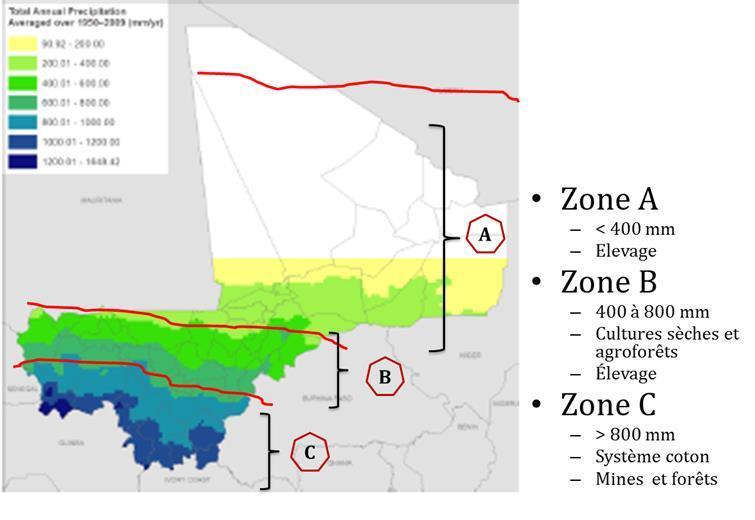 Total Annual Precipitation
Averaged over 1950–2009 (mm/yr)
90.92 - 200.00
200.01 - 400.00
400.01 - 600.00
600.01 - 800.00
800.01 - 1000.00
1000.01 - 1200.00
1200.01 - 1648.42
MAURITANIA
A
NIGER
SENEGAL
B
BURKINA FASO
GUINEA
C
BENIN
GHANA
IVORY COAST
• Zone A
– < 400 mm
– Elevage
• Zone B
– 400 à 800 mm
– Cultures sèches et
agroforêts
– Élevage
• Zone C
– > 800 mm
– Système coton
– Mines et forêts